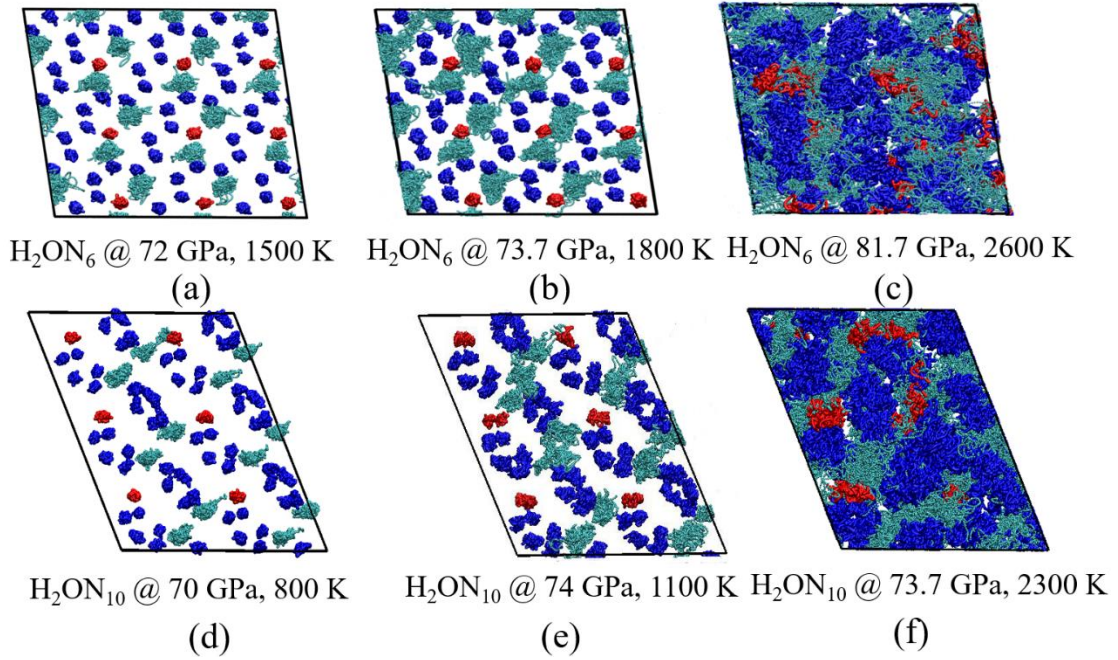 H₂ON₆ @ 72 GPa, 1500 K
H₂ON₆ @ 73.7 GPa, 1800 K
H₂ON₆ @ 81.7 GPa, 2600 K
(a)
(b)
(c)
H₂ON₁₀ @ 70 GPa, 800 K
H₂ON₁₀ @ 74 GPa, 1100 K
H₂ON₁₀ @ 73.7 GPa, 2300 K
(d)
(e)
(f)